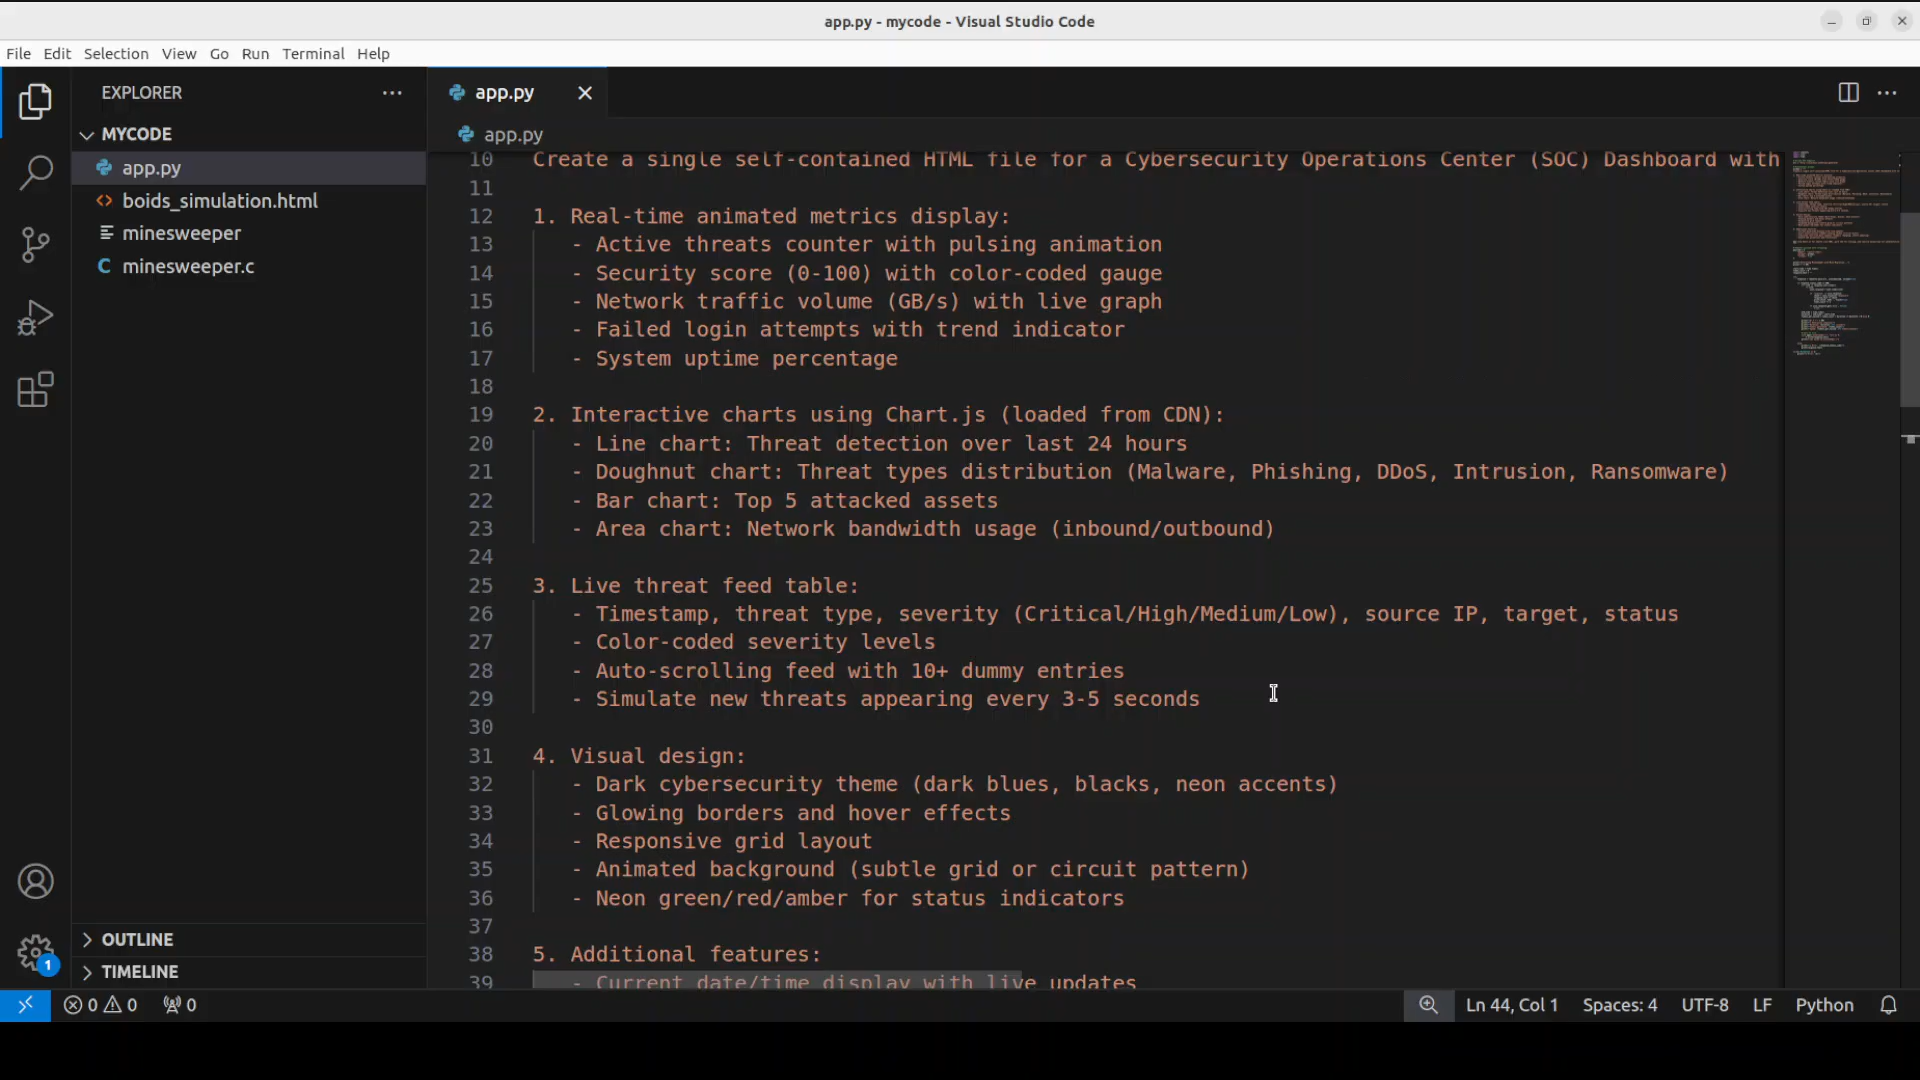 app.py - mycode - Visual Studio Code
File Edit Selection View Go Run Terminal Help
EXPLORER
MYCODE
app.py
boids_simulation.html
minesweeper
C minesweeper.c
OUTLINE
TIMELINE
1
app.py
app.py
10 Create a single self-contained HTML file for a Cybersecurity Operations Center (SOC) Dashboard with
11
12 1. Real-time animated metrics display:
13 - Active threats counter with pulsing animation
14 - Security score (0-100) with color-coded gauge
15 - Network traffic volume (GB/s) with live graph
16 - Failed login attempts with trend indicator
17 - System uptime percentage
18
19 2. Interactive charts using Chart.js (loaded from CDN):
20 - Line chart: Threat detection over last 24 hours
21 - Doughnut chart: Threat types distribution (Malware, Phishing, DDoS, Intrusion, Ransomware)
22 - Bar chart: Top 5 attacked assets
23 - Area chart: Network bandwidth usage (inbound/outbound)
24
25 3. Live threat feed table:
26 - Timestamp, threat type, severity (Critical/High/Medium/Low), source IP, target, status
27 - Color-coded severity levels
28 - Auto-scrolling feed with 10+ dummy entries
29 - Simulate new threats appearing every 3-5 seconds
30
31 4. Visual design:
32 - Dark cybersecurity theme (dark blues, blacks, neon accents)
33 - Glowing borders and hover effects
34 - Responsive grid layout
35 - Animated background (subtle grid or circuit pattern)
36 - Neon green/red/amber for status indicators
37
38 5. Additional features:
39 - Current date/time display with live updates
0 0 0 Ln 44, Col 1 Spaces: 4 UTF-8 LF Python